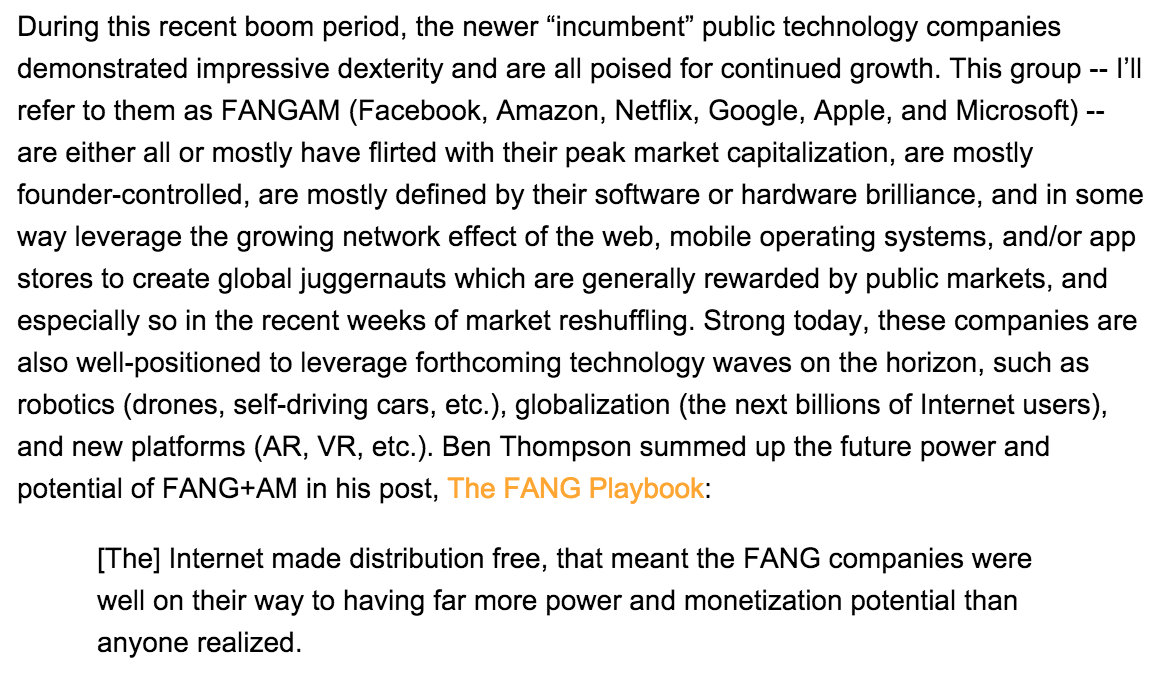 During this recent boom period, the newer “incumbent” public technology companies
demonstrated impressive dexterity and are all poised for continued growth. This group -- I’ll
refer to them as FANGAM (Facebook, Amazon, Netflix, Google, Apple, and Microsoft) --
are either all or mostly have flirted with their peak market capitalization, are mostly
founder-controlled, are mostly defined by their software or hardware brilliance, and in some
way leverage the growing network effect of the web, mobile operating systems, and/or app
stores to create global juggernauts which are generally rewarded by public markets, and
especially so in the recent weeks of market reshuffling. Strong today, these companies are
also well-positioned to leverage forthcoming technology waves on the horizon, such as
robotics (drones, self-driving cars, etc.), globalization (the next billions of Internet users),
and new platforms (AR, VR, etc.). Ben Thompson summed up the future power and
potential of FANG+AM in his post, The FANG Playbook:
[The] Internet made distribution free, that meant the FANG companies were
well on their way to having far more power and monetization potential than
anyone realized.